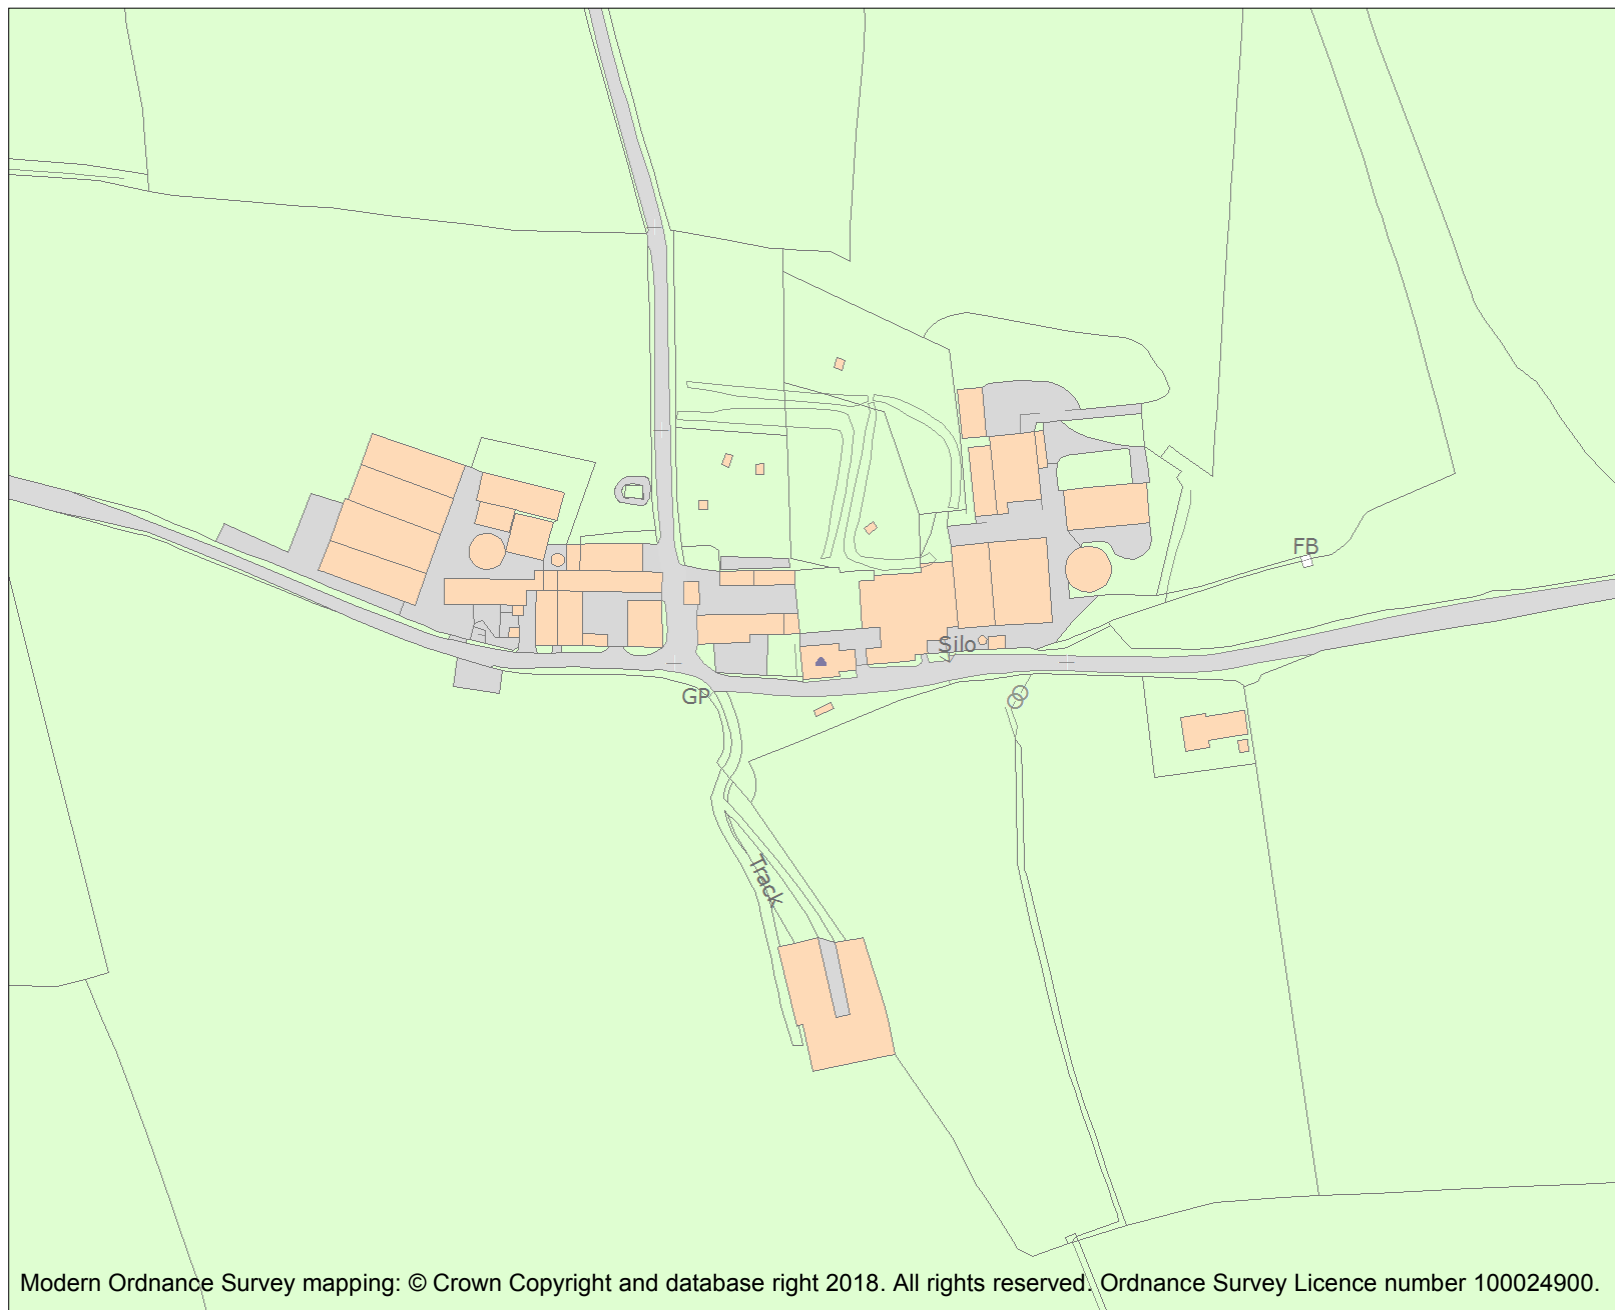 FB
Silo
GP
Track
Modern Ordnance Survey mapping: © Crown Copyright and database right 2018. All rights reserved. Ordnance Survey Licence number 100024900.